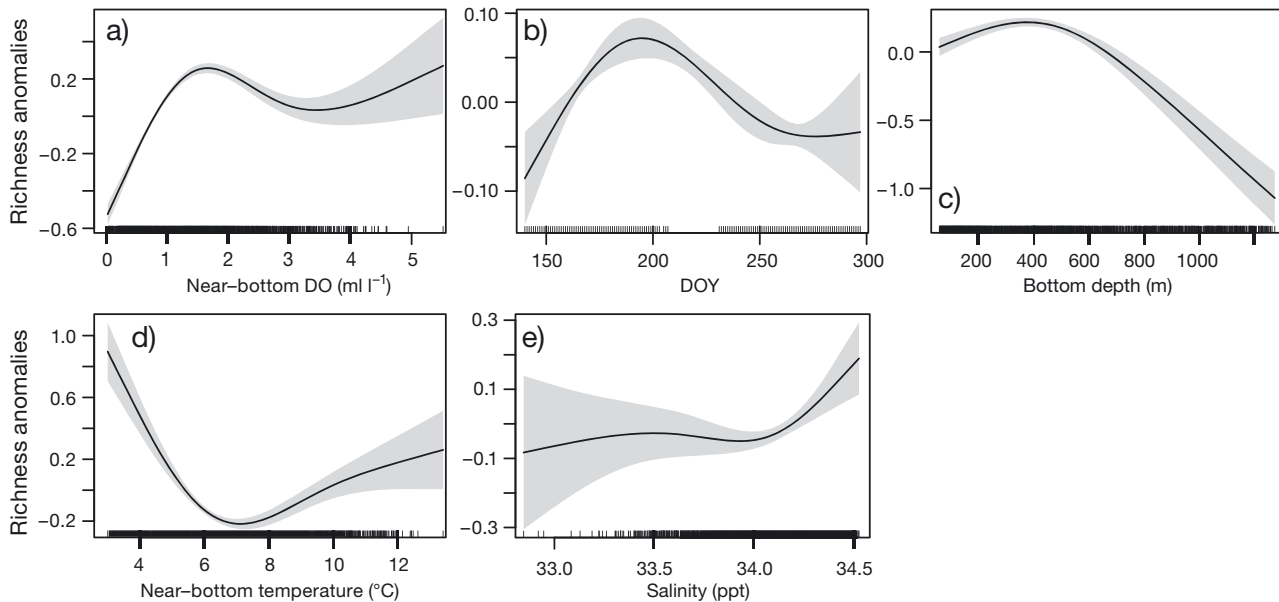 a)
Richness anomalies
0.2
−0.2
−0.6
0 1 2 3 4 5
Near–bottom DO (ml l−1)
b)
0.10
0.00
−0.10
150 200 250 300
DOY
c)
0.0
−0.5
−1.0
200 400 600 800 1000
Bottom depth (m)
d)
Richness anomalies
1.0
0.6
0.2
−0.2
4 6 8 10 12
Near–bottom temperature (°C)
e)
0.3
0.1
−0.1
−0.3
33.0 33.5 34.0 34.5
Salinity (ppt)